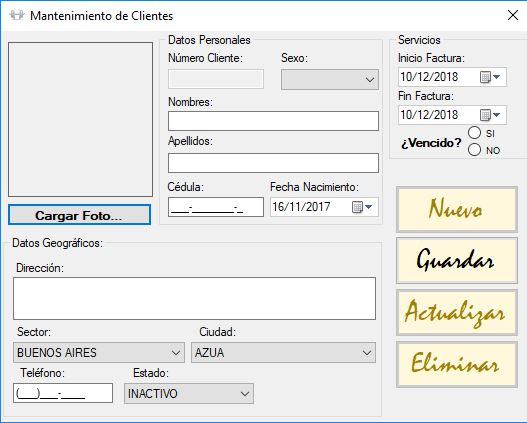 Mantenimiento de Clientes
Cargar Foto...
Datos Personales
Número Cliente:
Sexo:
Nombres:
Apellidos:
Cédula:
Fecha Nacimiento:
___-_______-_
16/11/2017
Servicios
Inicio Factura:
10/12/2018
Fin Factura:
10/12/2018
¿Vencido?
SI
NO
Nuevo
Guardar
Actualizar
Eliminar
Datos Geográficos:
Dirección:
Sector:
Ciudad:
BUENOS AIRES
AZUA
Teléfono:
Estado:
(___)___-____
INACTIVO